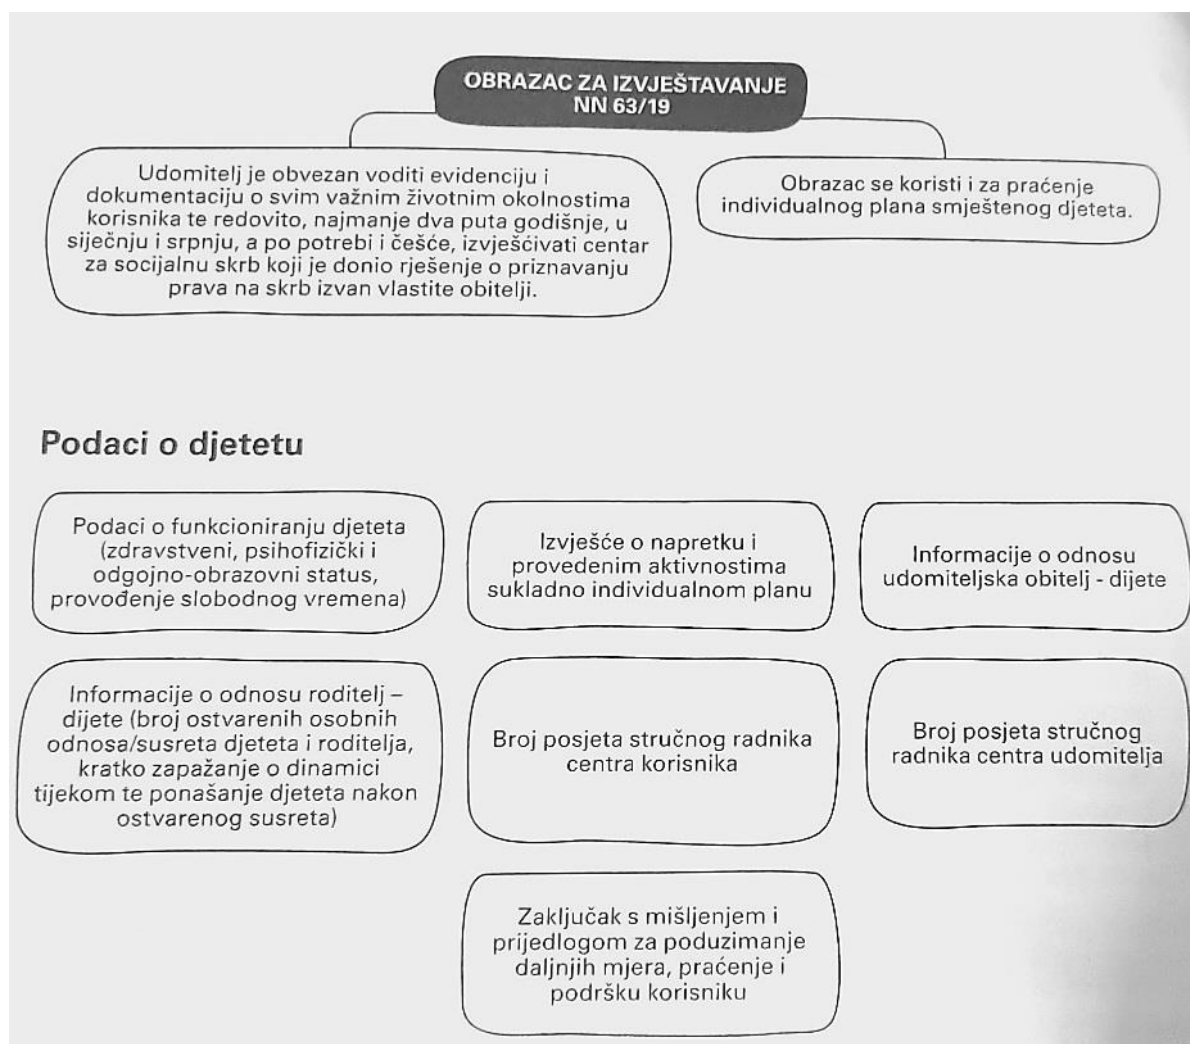 OBRAZAC ZA IZVJEŠTAVANJE
NN 63/19
Udomitelj je obvezan voditi evidenciju i
dokumentaciju o svim važnim životnim okolnostima
korisnika te redovito, najmanje dva puta godišnje, u
siječnju i srpnju, a po potrebi i češće, izvješćivati centar
za socijalnu skrb koji je donio rješenje o priznavanju
prava na skrb izvan vlastite obitelji.
Obrazac se koristi i za praćenje
individualnog plana smještenog djeteta.
Podaci o djetetu
Podaci o funkcioniranju djeteta
(zdravstveni, psihofizički i
odgojno-obrazovni status,
provođenje slobodnog vremena)
Izvješće o napretku i
provedenim aktivnostima
sukladno individualnom planu
Informacije o odnosu
udomiteljska obitelj - dijete
Informacije o odnosu roditelj –
dijete (broj ostvarenih osobnih
odnosa/susreta djeteta i roditelja,
kratko zapažanje o dinamici
tijekom te ponašanje djeteta nakon
ostvarenog susreta)
Broj posjeta stručnog radnika
centra korisnika
Broj posjeta stručnog
radnika centra udomitelja
Zaključak s mišljenjem i
prijedlogom za poduzimanje
daljnjih mjera, praćenje i
podršku korisniku